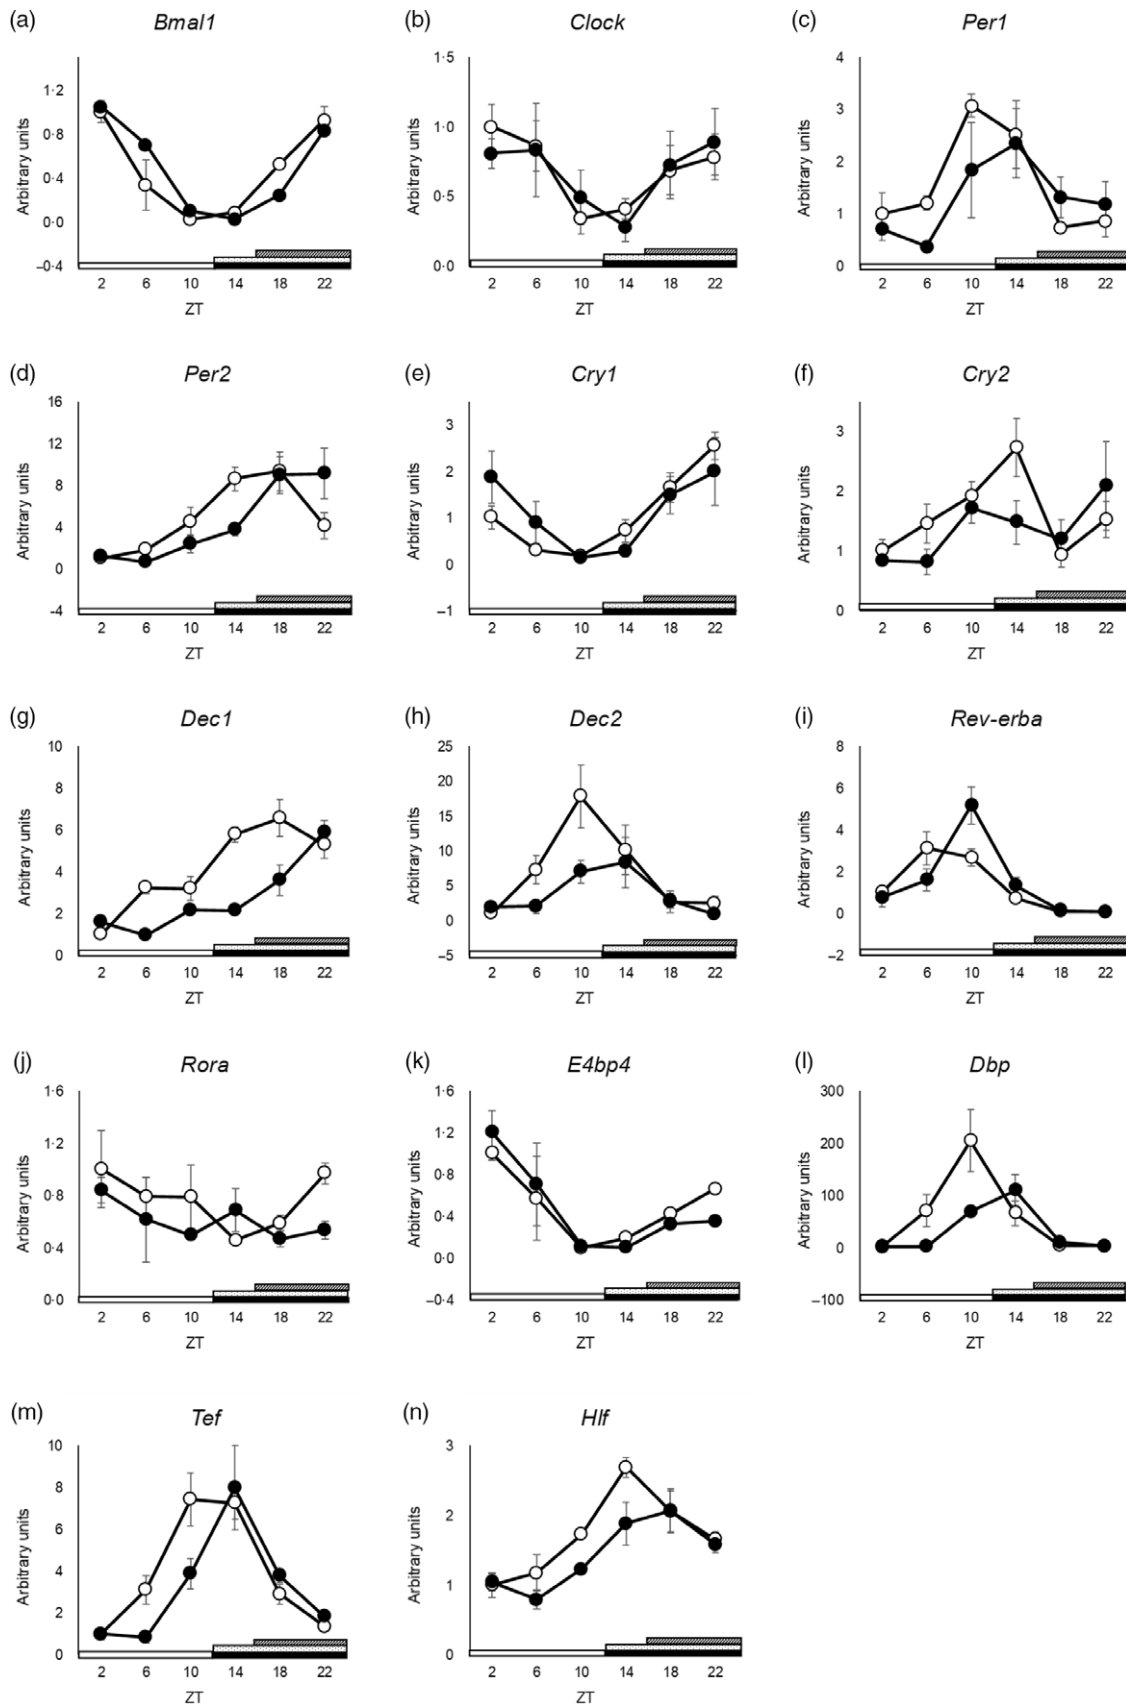 (a) Bmal1
Arbitrary units
1·2
0·8
0·4
0·0
–0·4
2 6 10 14 18 22
ZT
(b) Clock
Arbitrary units
1·5
1·0
0·5
0·0
2 6 10 14 18 22
ZT
(c) Per1
Arbitrary units
4
3
2
1
0
2 6 10 14 18 22
ZT
(d) Per2
Arbitrary units
16
12
8
4
0
–4
2 6 10 14 18 22
ZT
(e) Cry1
Arbitrary units
3
2
1
0
–1
2 6 10 14 18 22
ZT
(f) Cry2
Arbitrary units
3
2
1
0
2 6 10 14 18 22
ZT
(g) Dec1
Arbitrary units
10
8
6
4
2
0
2 6 10 14 18 22
ZT
(h) Dec2
Arbitrary units
25
20
15
10
5
0
–5
2 6 10 14 18 22
ZT
(i) Rev-erba
Arbitrary units
8
6
4
2
0
–2
2 6 10 14 18 22
ZT
(j) Rora
Arbitrary units
1·6
1·2
0·8
0·4
0·0
2 6 10 14 18 22
ZT
(k) E4bp4
Arbitrary units
1·6
1·2
0·8
0·4
0·0
–0·4
2 6 10 14 18 22
ZT
(l) Dbp
Arbitrary units
300
200
100
0
–100
2 6 10 14 18 22
ZT
(m) Tef
Arbitrary units
10
8
6
4
2
0
2 6 10 14 18 22
ZT
(n) Hlf
Arbitrary units
3
2
1
0
2 6 10 14 18 22
ZT